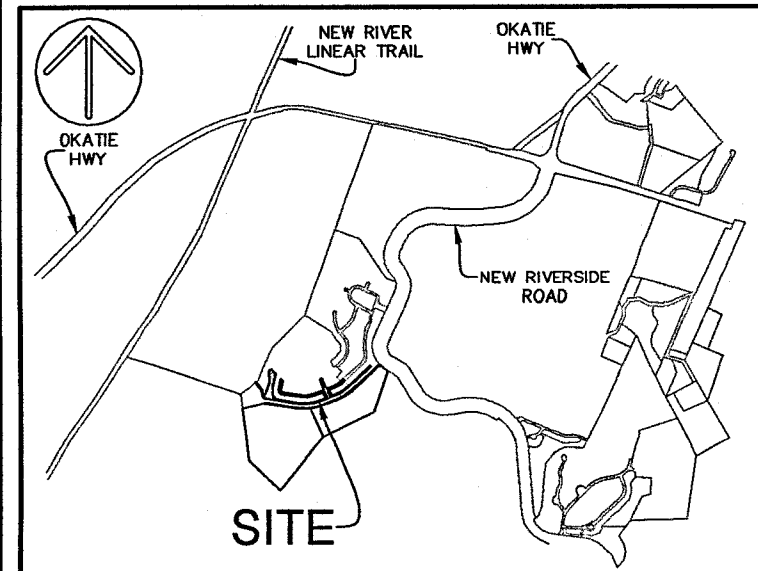 NEW RIVER
LINEAR TRAIL
OKATIE
HWY
OKATIE
HWY
NEW RIVERSIDE
ROAD
SITE